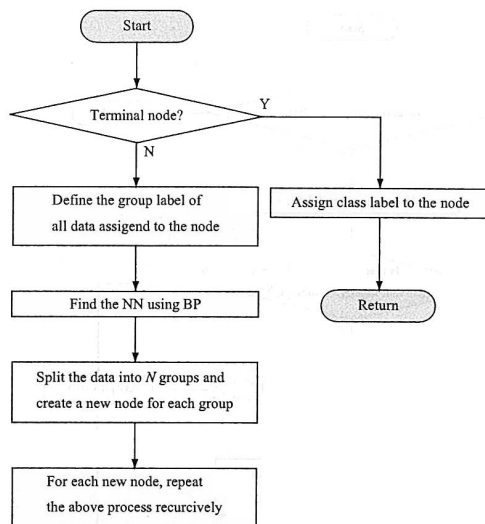 Start
Terminal node?
Y
N
Define the group label of
all data assigend to the node
Assign class label to the node
Find the NN using BP
Return
Split the data into N groups and
create a new node for each group
For each new node, repeat
the above process recurcively